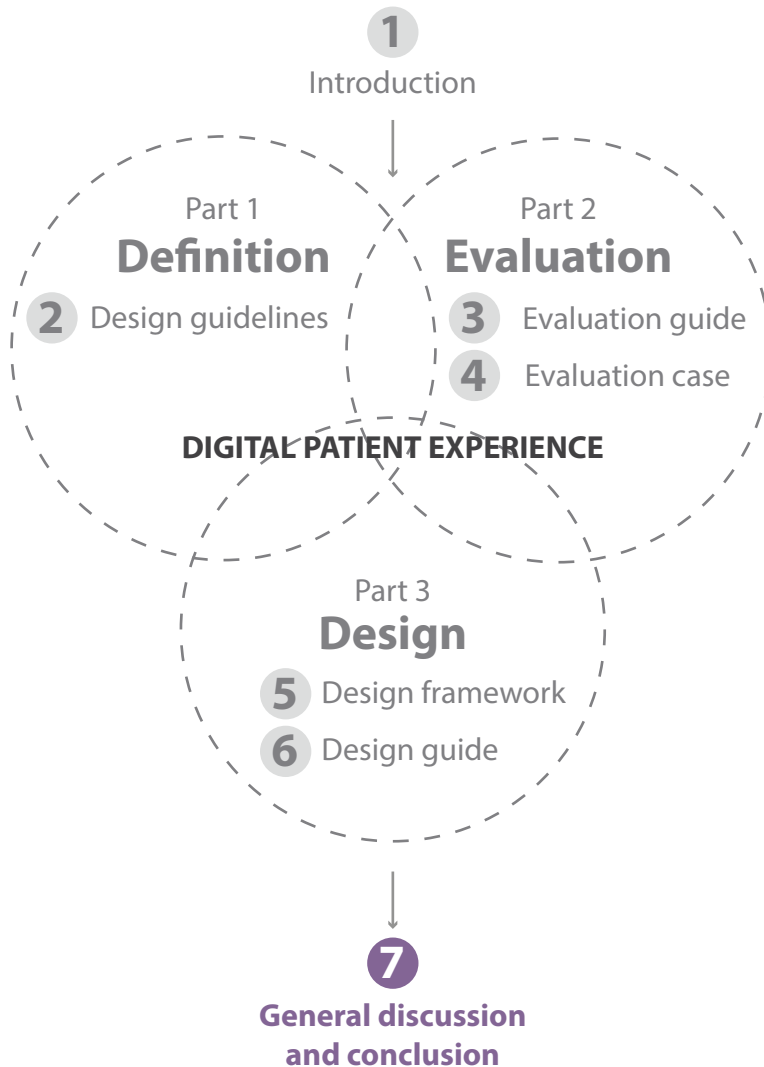 1
Introduction
Part 1
Definition
2 Design guidelines
Part 2
Evaluation
3 Evaluation guide
4 Evaluation case
DIGITAL PATIENT EXPERIENCE
Part 3
Design
5 Design framework
6 Design guide
7
General discussion
and conclusion